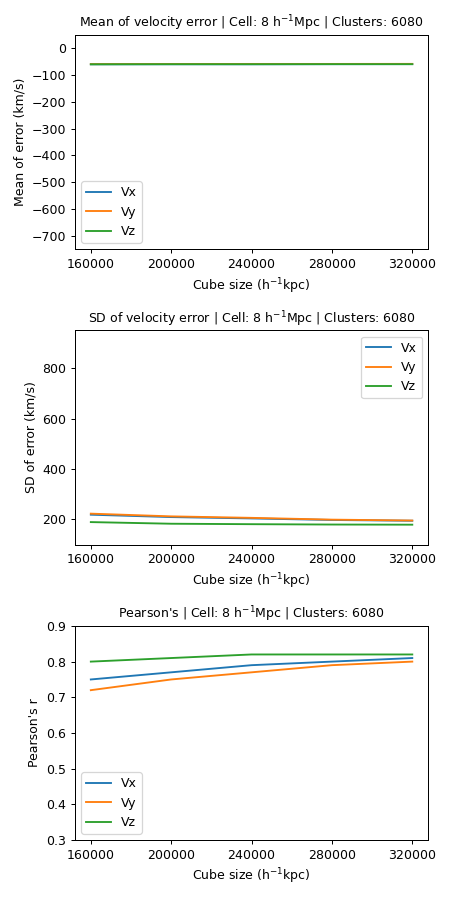 Mean of velocity error | Cell: 8 h⁻¹Mpc | Clusters: 6080
0
−100
−200
−300
−400
−500
−600
−700
Mean of error (km/s)
Vx
Vy
Vz
160000 200000 240000 280000 320000
Cube size (h⁻¹kpc)
SD of velocity error | Cell: 8 h⁻¹Mpc | Clusters: 6080
800
600
400
200
SD of error (km/s)
Vx
Vy
Vz
160000 200000 240000 280000 320000
Cube size (h⁻¹kpc)
Pearson's | Cell: 8 h⁻¹Mpc | Clusters: 6080
0.9
0.8
0.7
0.6
0.5
0.4
0.3
Pearson's r
Vx
Vy
Vz
160000 200000 240000 280000 320000
Cube size (h⁻¹kpc)